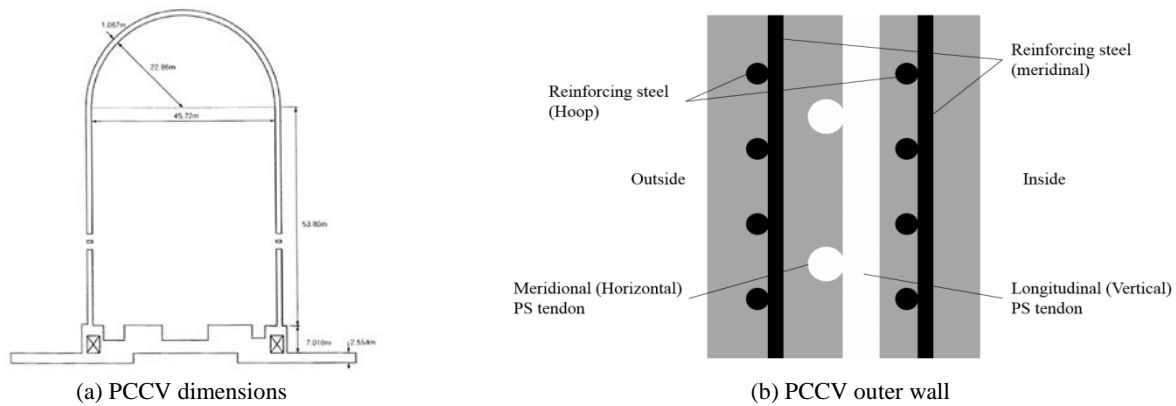 1.067m
22.86m
45.72m
53.80m
7.010m
2.554m
(a) PCCV dimensions
Reinforcing steel
(Hoop)
Reinforcing steel
(meridinal)
Outside
Inside
Meridional (Horizontal)
PS tendon
Longitudinal (Vertical)
PS tendon
(b) PCCV outer wall